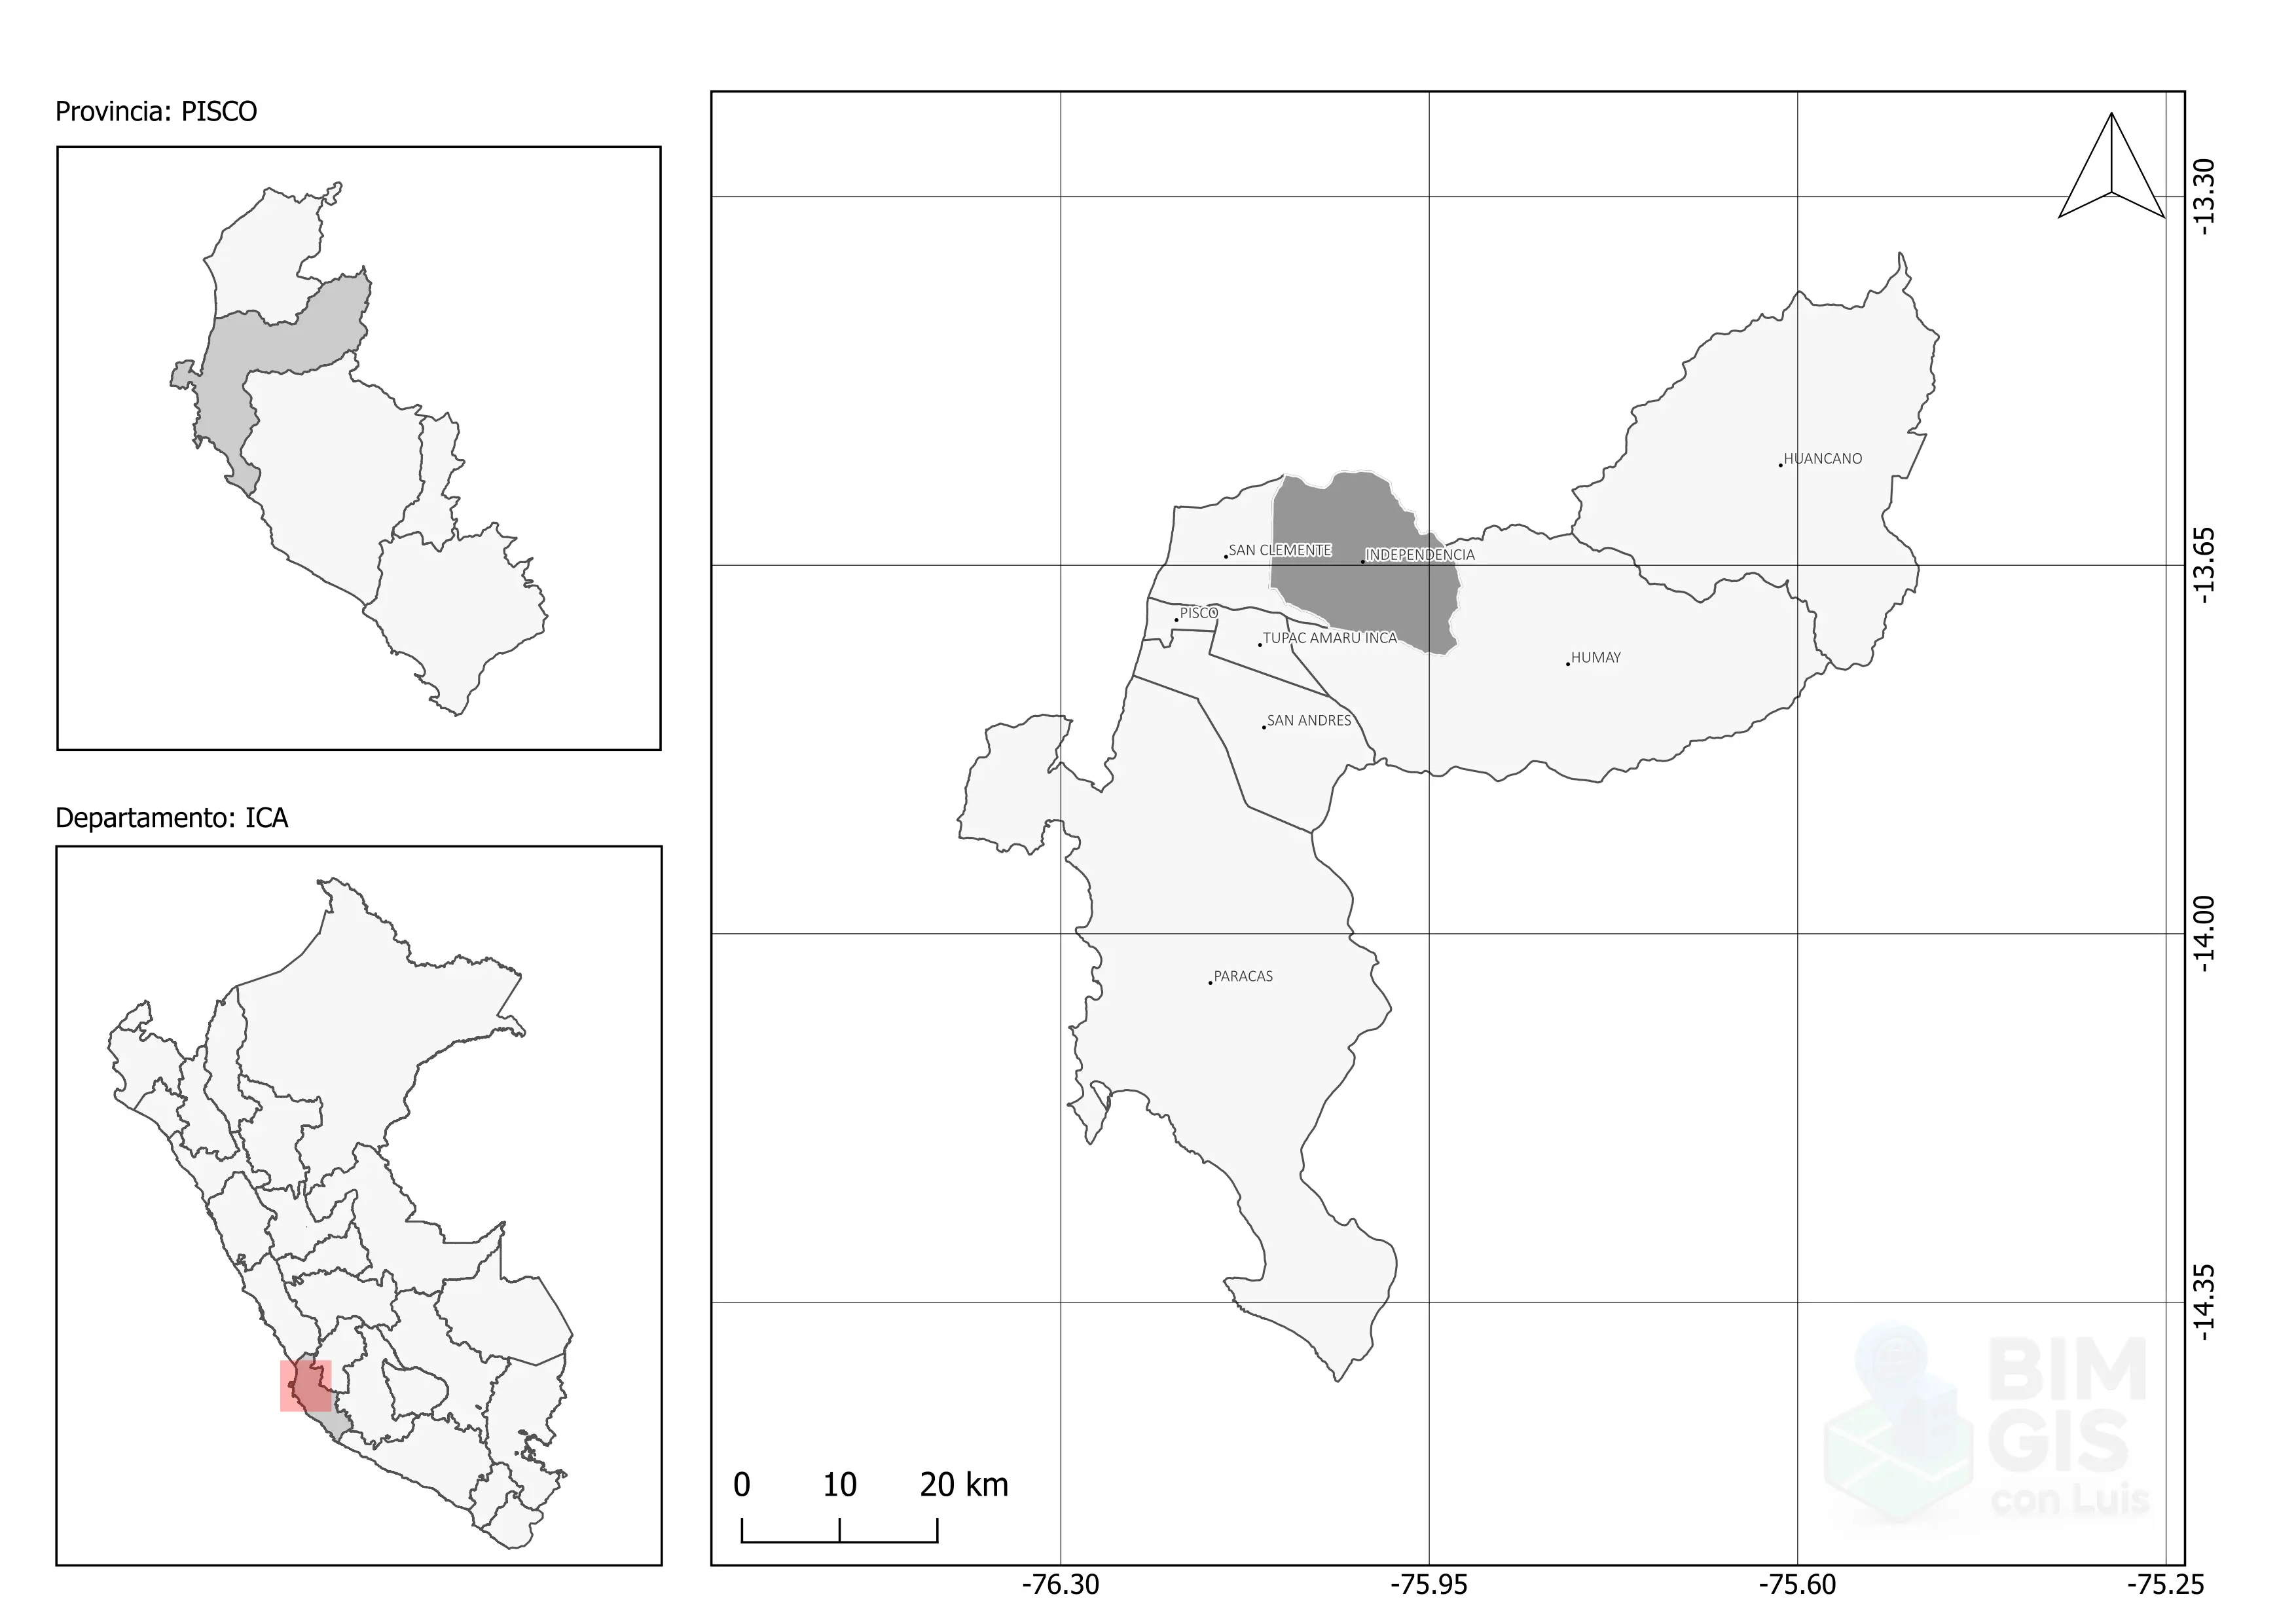 Provincia: PISCO
Departamento: ICA
HUANCANO
SAN CLEMENTE
INDEPENDENCIA
PISCO
TUPAC AMARU INCA
HUMAY
SAN ANDRES
PARACAS
-13.30
-13.65
-14.00
-14.35
BIM
GIS
con Luis
0 10 20 km
-76.30 -75.95 -75.60 -75.25